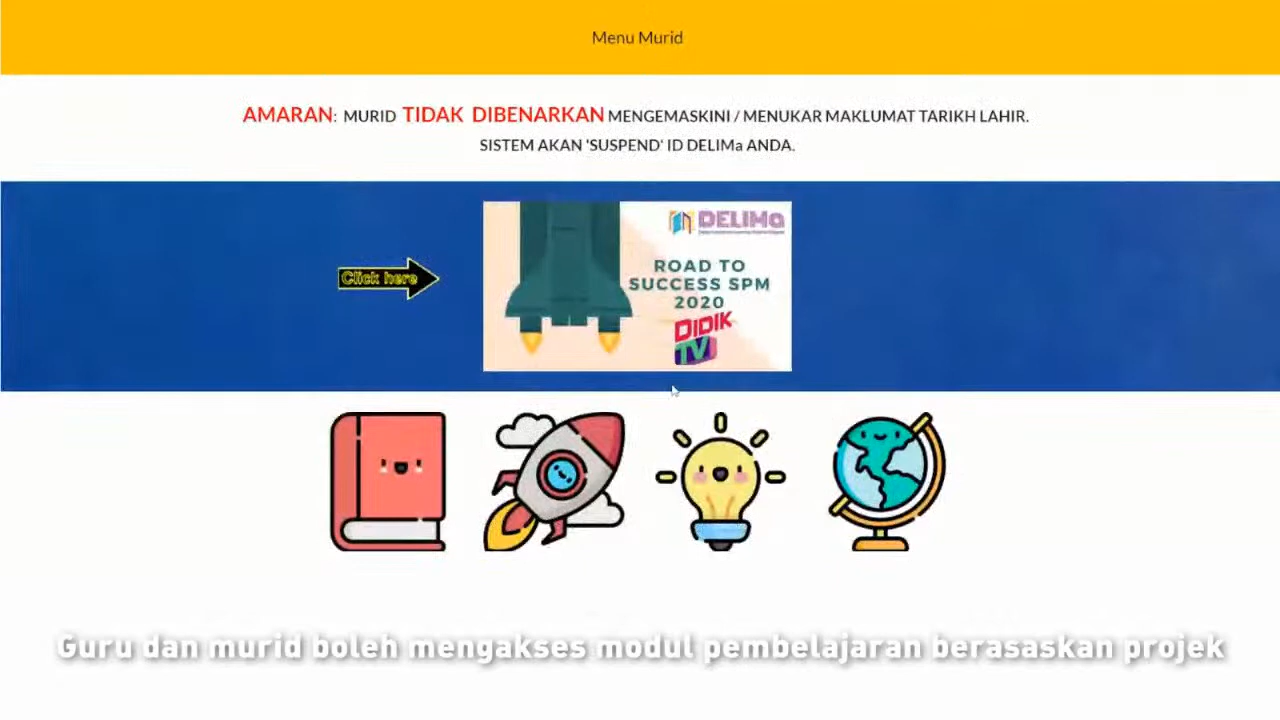 Menu Murid
AMARAN: MURID TIDAK DIBENARKAN MENGEMASKINI / MENUKAR MAKLUMAT TARIKH LAHIR.
SISTEM AKAN 'SUSPEND' ID DELIMa ANDA.
Click here
DELIMa
ROAD TO
SUCCESS SPM
2020
DIDIK
TV
Guru dan murid boleh mengakses modul pembelajaran berasaskan projek